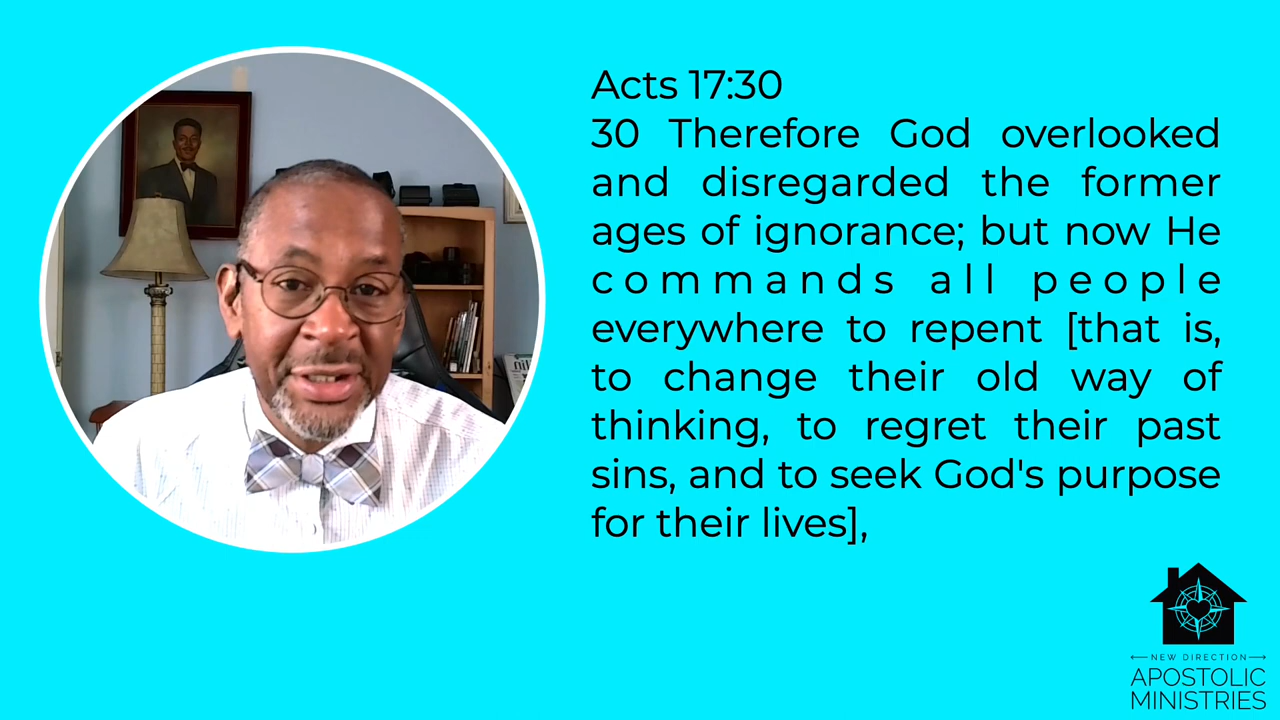 Acts 17:30
30 Therefore God overlooked
and disregarded the former
ages of ignorance; but now He
commands all people
everywhere to repent [that is,
to change their old way of
thinking, to regret their past
sins, and to seek God's purpose
for their lives],
NEW DIRECTION
APOSTOLIC
MINISTRIES